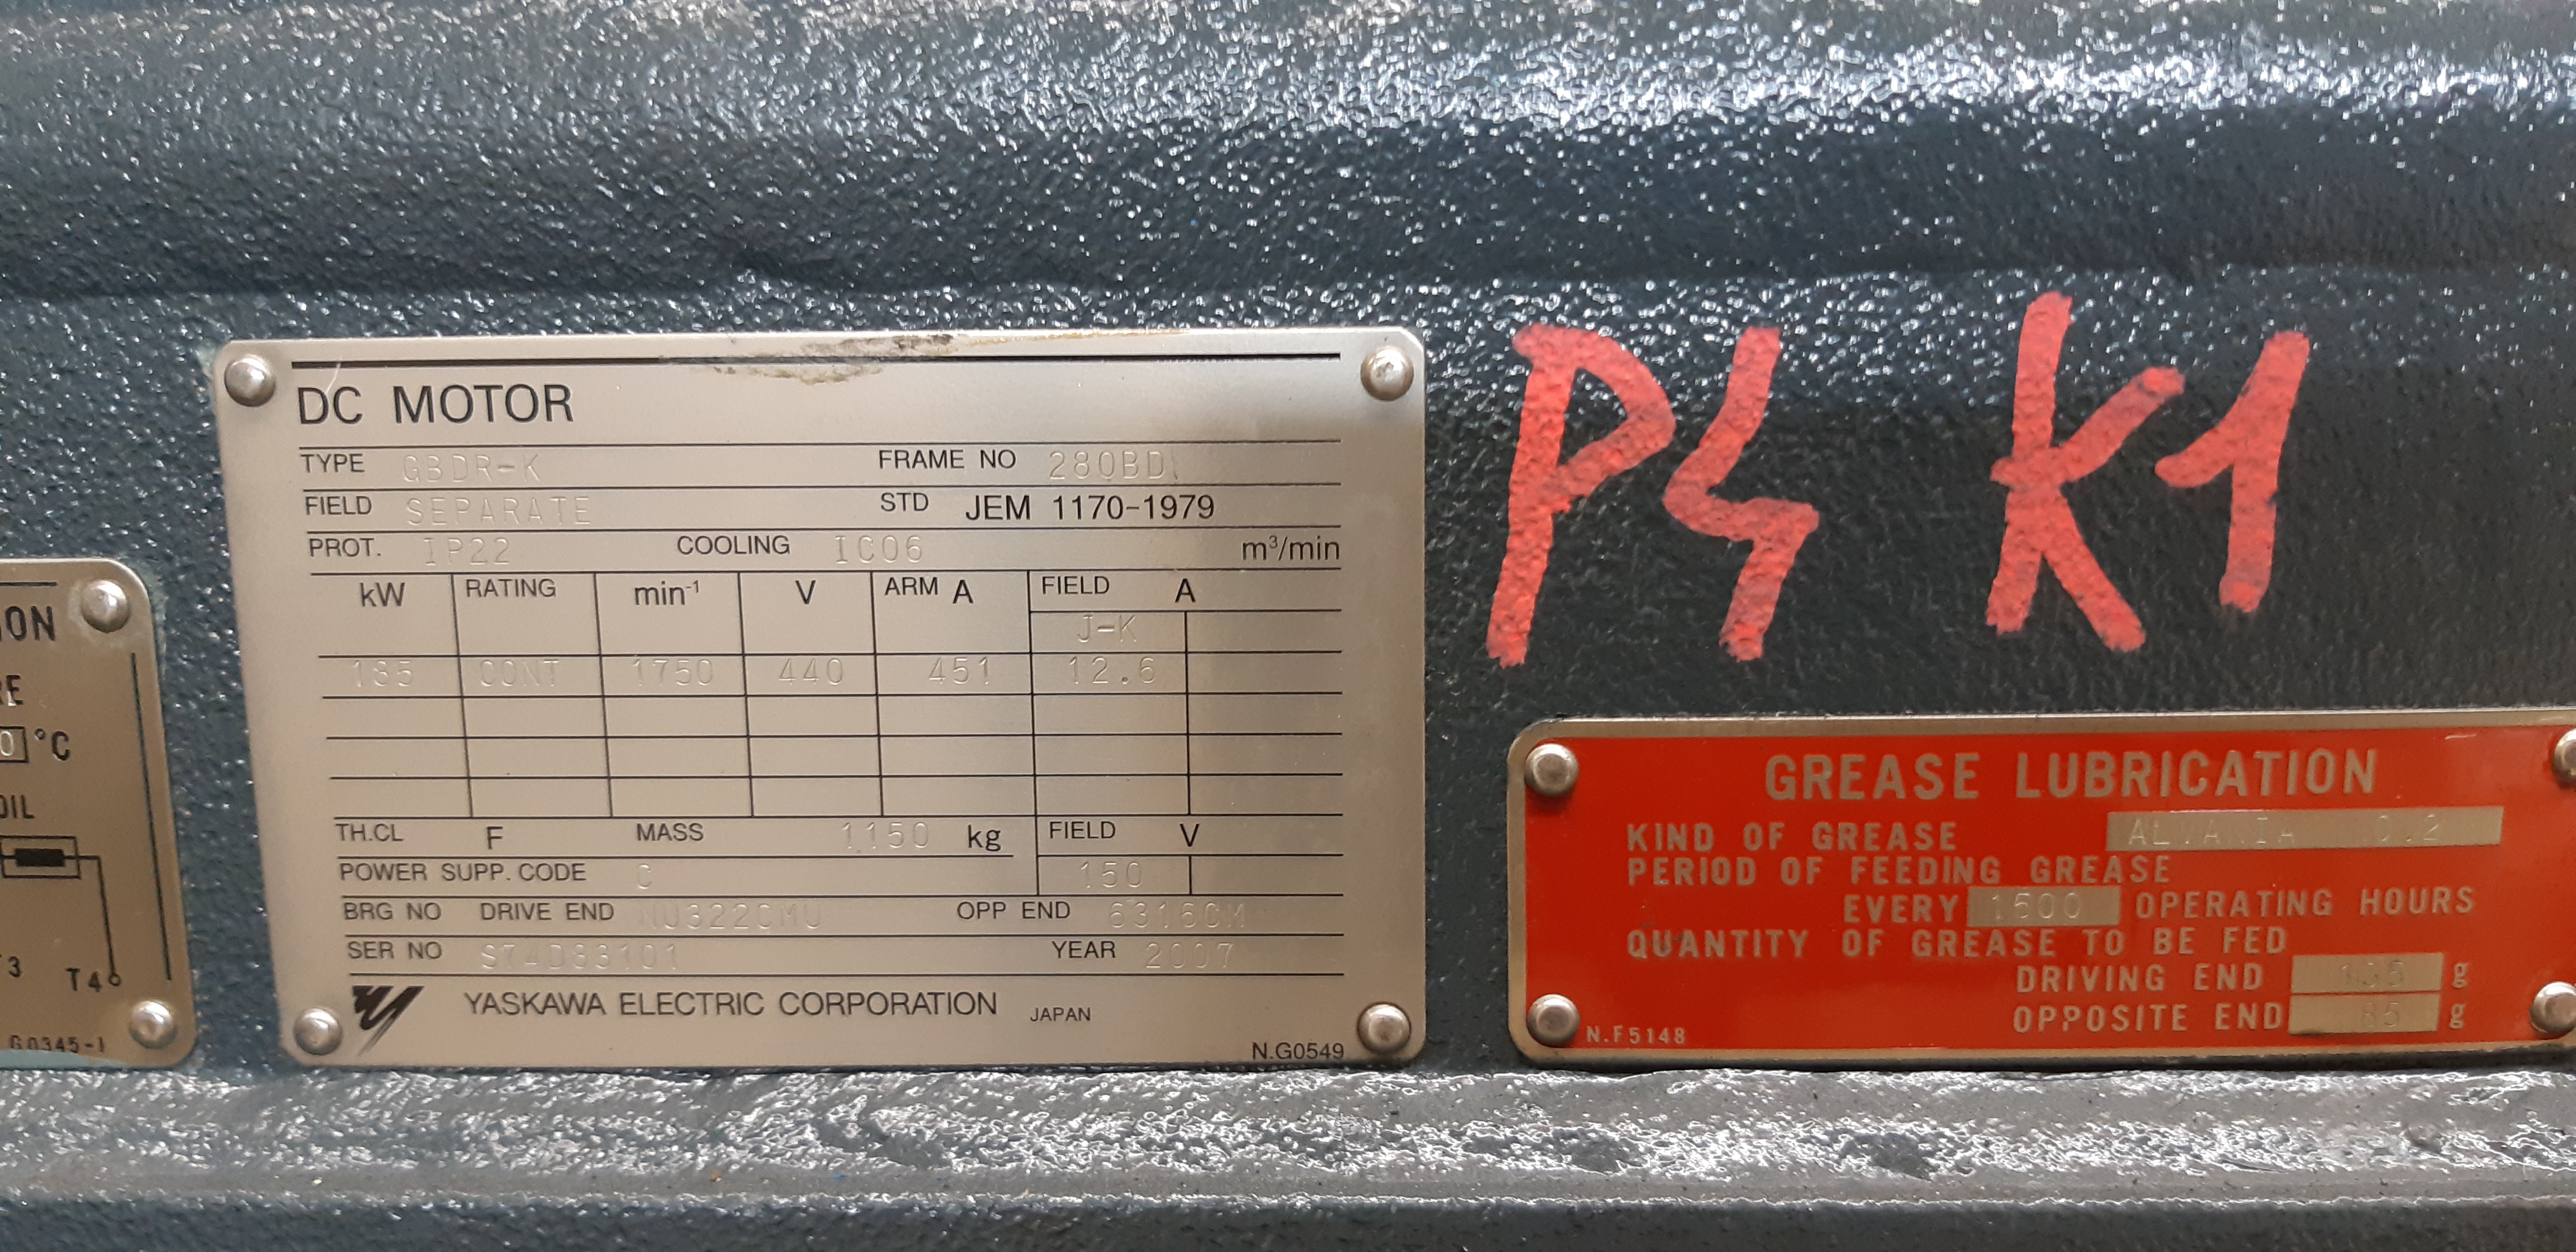 DC MOTOR
TYPE GBDR-K FRAME NO 280BD
FIELD SEPARATE STD JEM 1170-1979
PROT. IP22 COOLING IC06 m³/min
kW RATING min⁻¹ V ARM A FIELD A
J-K
185 CONT 1750 440 451 12.6
TH.CL F MASS 1150 kg FIELD V
POWER SUPP. CODE C 150
BRG NO DRIVE END NU322CMU OPP END 6316CM
SER NO YEAR 2007
YASKAWA ELECTRIC CORPORATION JAPAN
N.G0549
P4 K1
GREASE LUBRICATION
KIND OF GREASE ALVANIA
PERIOD OF FEEDING GREASE
EVERY 1500 OPERATING HOURS
QUANTITY OF GREASE TO BE FED
DRIVING END g
OPPOSITE END g
N.F5148
°C
T4
G0345-1